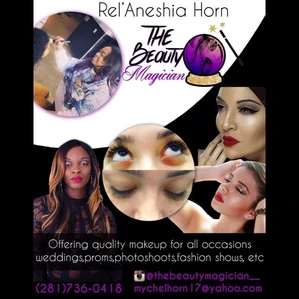 Rel'Aneshia Horn
THE
Beauty
Magician
Offering quality makeup for all occasions
weddings,proms,photoshoots,fashion shows, etc
@thebeautymagician__
(281)736-0418 mychelhorn17@yahoo.com